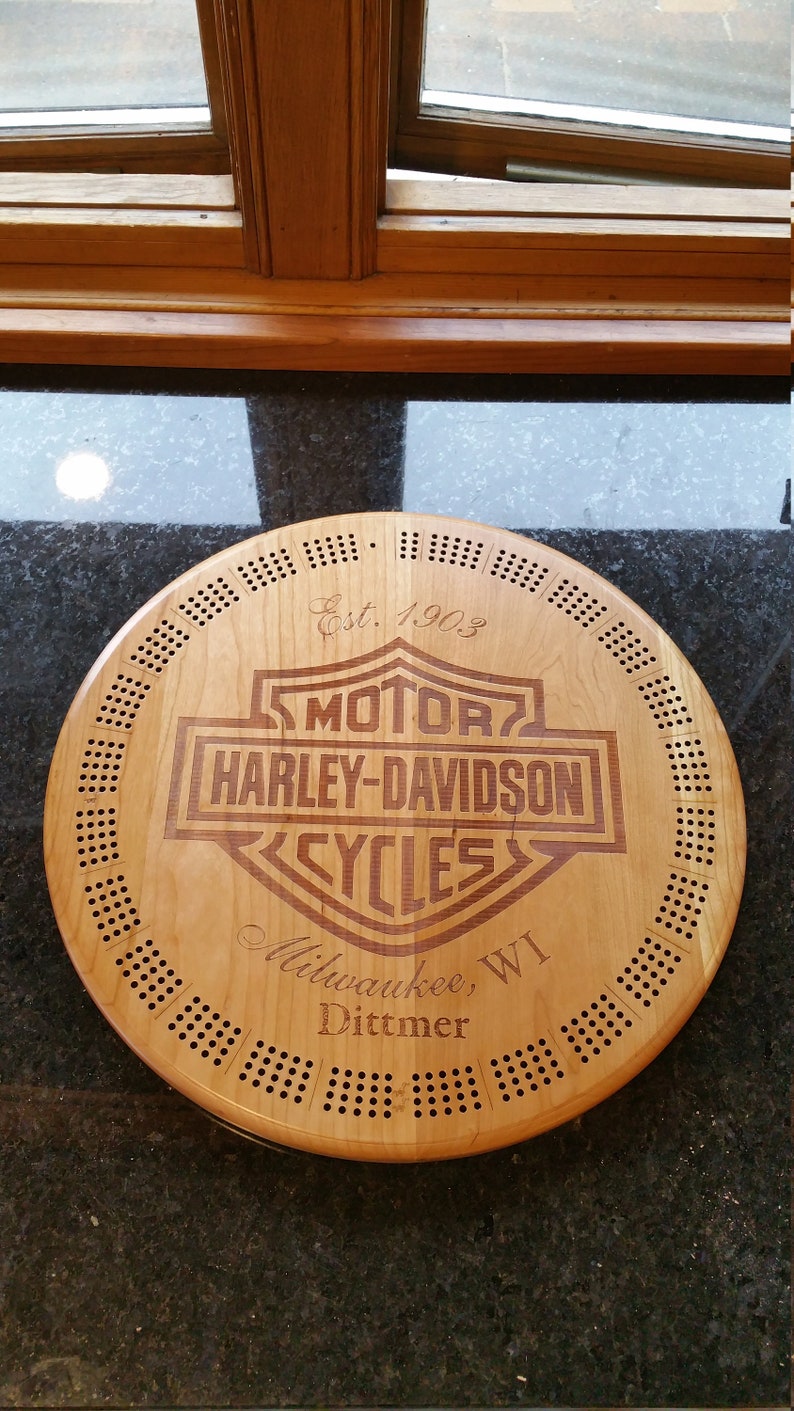 Est. 1903
MOTOR
HARLEY-DAVIDSON
CYCLES
Milwaukee, WI
Dittmer